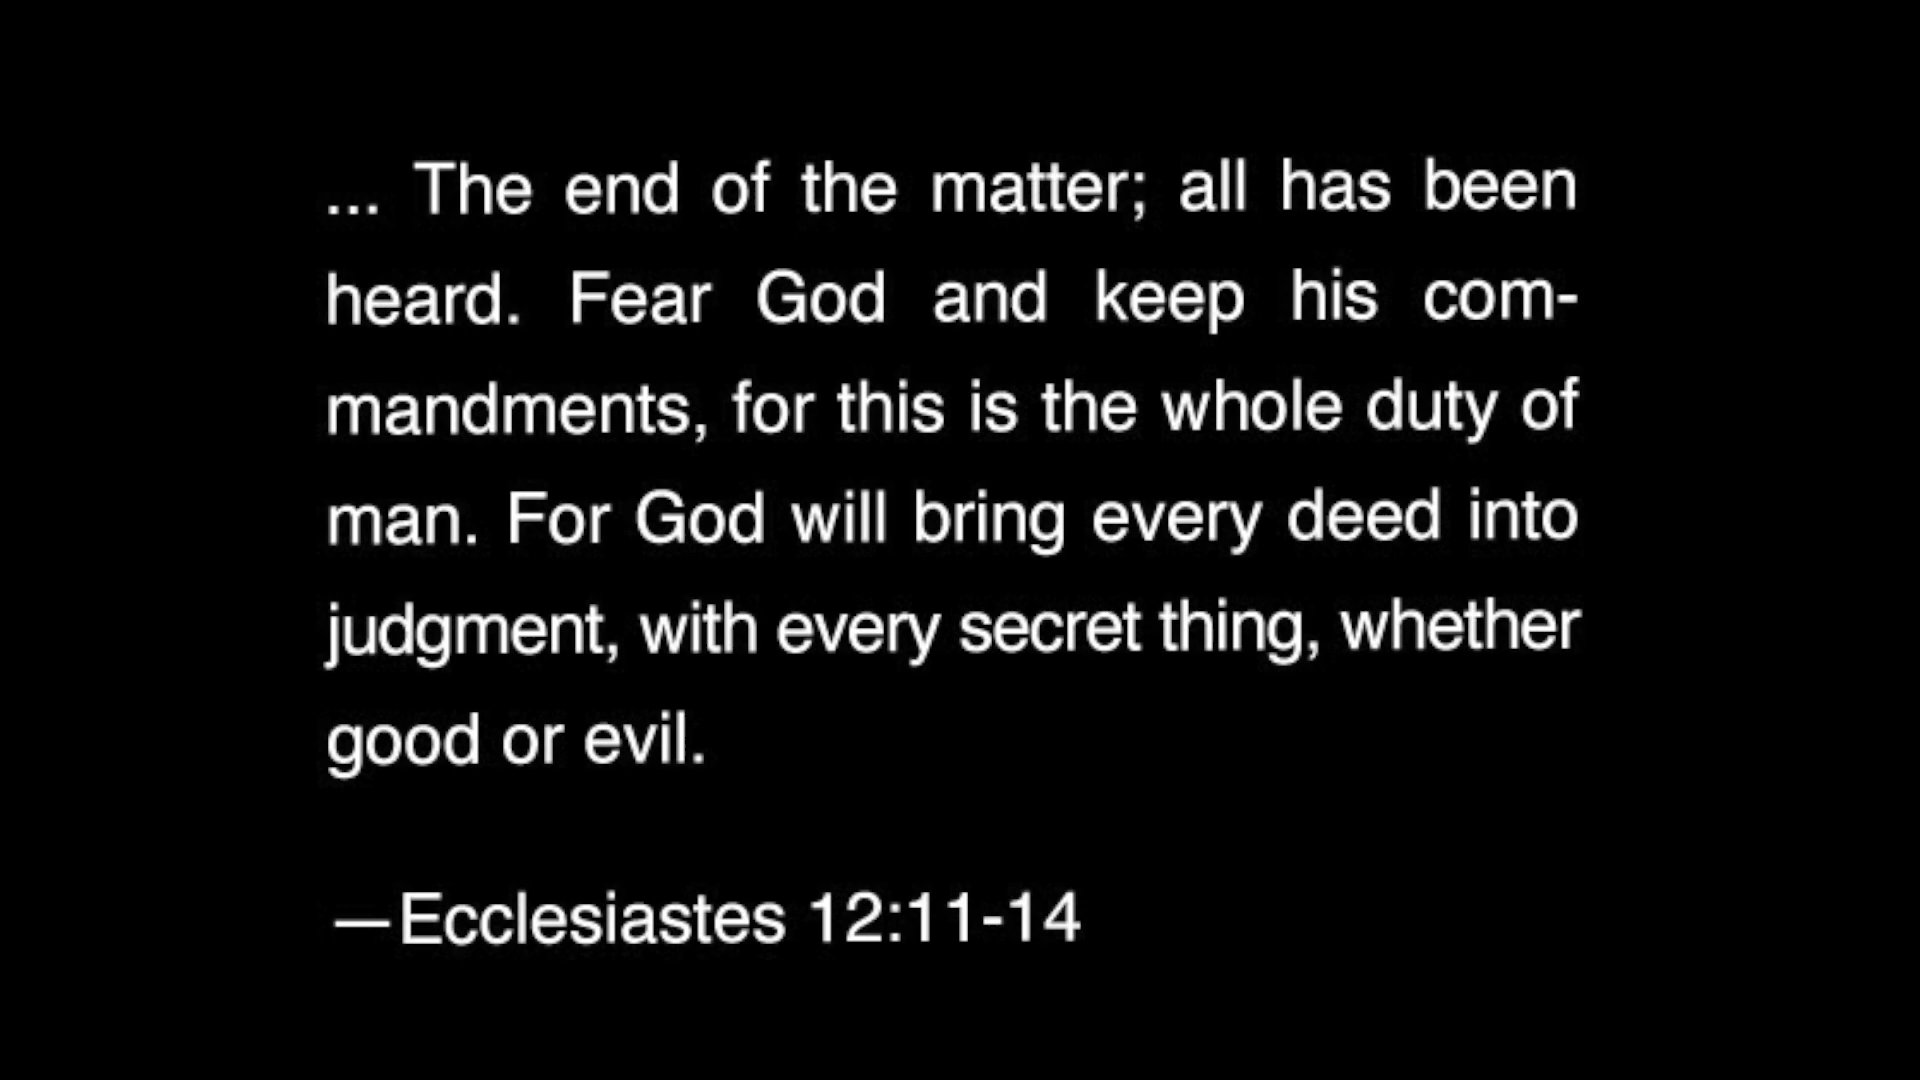 ... The end of the matter; all has been
heard. Fear God and keep his com-
mandments, for this is the whole duty of
man. For God will bring every deed into
judgment, with every secret thing, whether
good or evil.
—Ecclesiastes 12:11-14